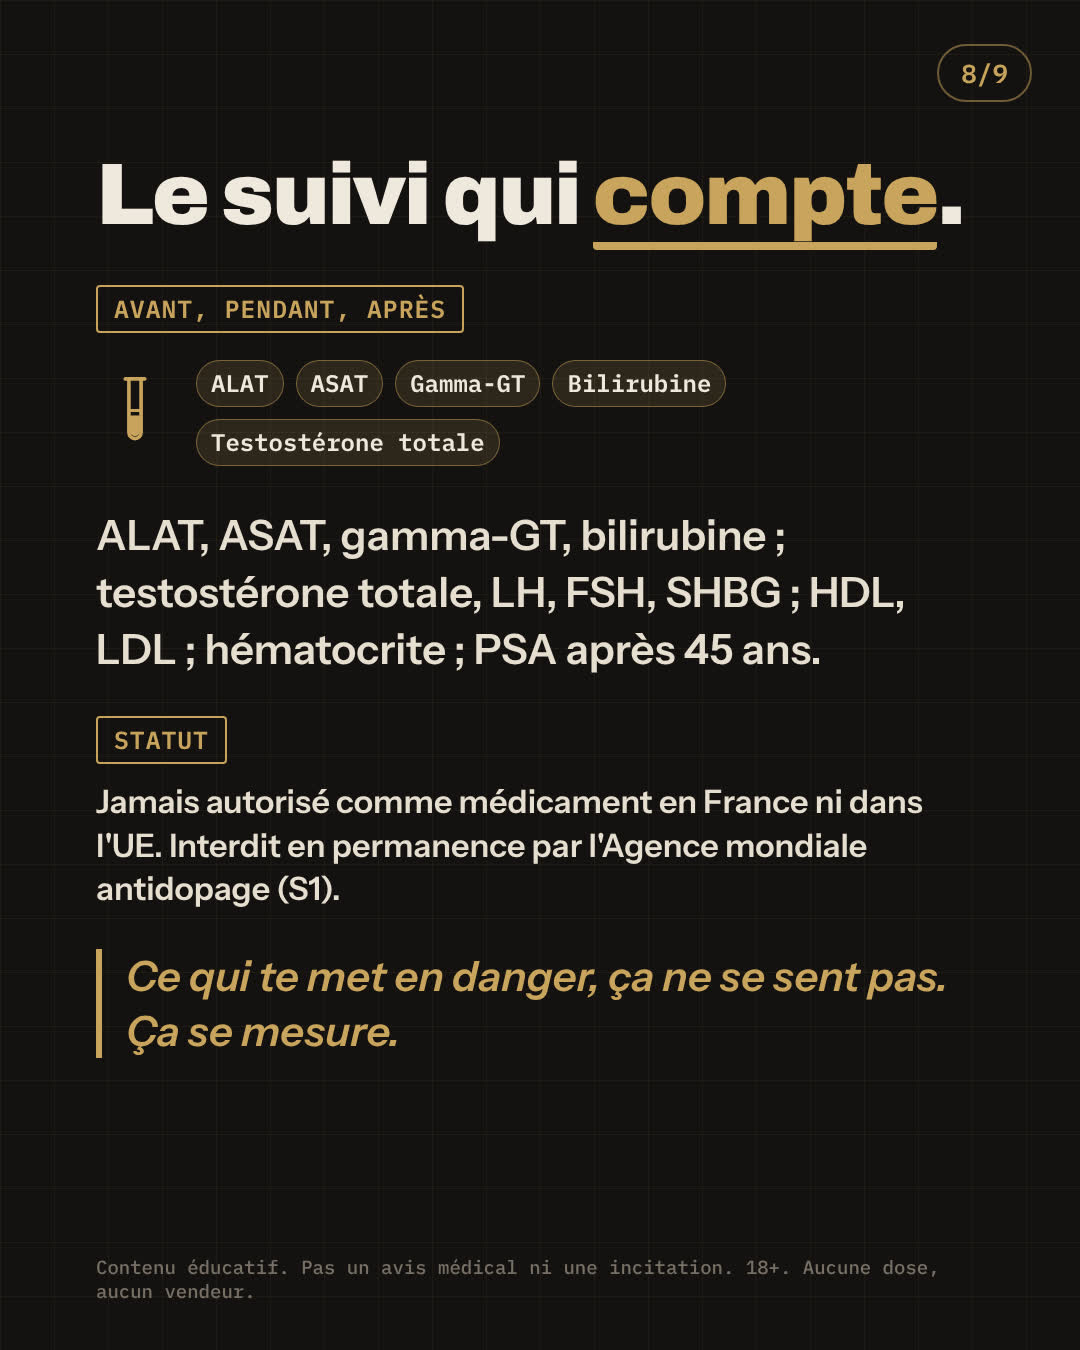 8/9
Le suivi qui compte.
AVANT, PENDANT, APRÈS
ALAT ASAT Gamma-GT Bilirubine
Testostérone totale
ALAT, ASAT, gamma-GT, bilirubine ;
testostérone totale, LH, FSH, SHBG ; HDL,
LDL ; hématocrite ; PSA après 45 ans.
STATUT
Jamais autorisé comme médicament en France ni dans
l'UE. Interdit en permanence par l'Agence mondiale
antidopage (S1).
Ce qui te met en danger, ça ne se sent pas.
Ça se mesure.
Contenu éducatif. Pas un avis médical ni une incitation. 18+. Aucune dose,
aucun vendeur.